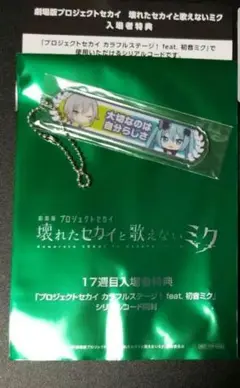 劇場版プロジェクトセカイ 壊れたセカイと歌えないミク
入場者特典
「プロジェクトセカイ カラフルステージ！ feat. 初音ミク」で
使用いただけるシリアルコードです。
大切なのは
自分らしさ
劇場版 プロジェクトセカイ
壊れたセカイと歌えないミク
17週目入場者特典
「プロジェクトセカイ カラフルステージ！ feat. 初音ミク」
シリアルコード同封